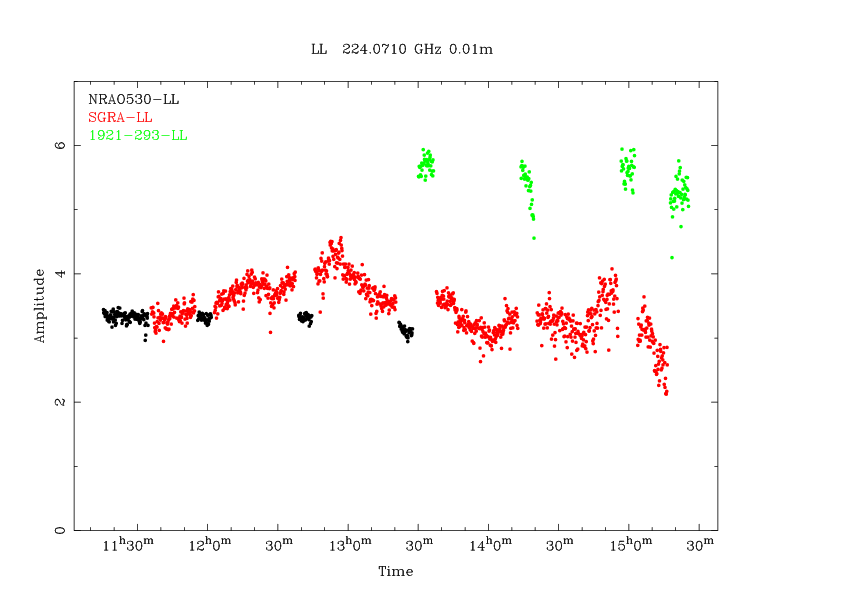 LL 224.0710 GHz 0.01m
NRAO530-LL
SGRA-LL
1921-293-LL
6
4
2
0
Amplitude
11h30m 12h0m 30m 13h0m 30m 14h0m 30m 15h0m 30m
Time